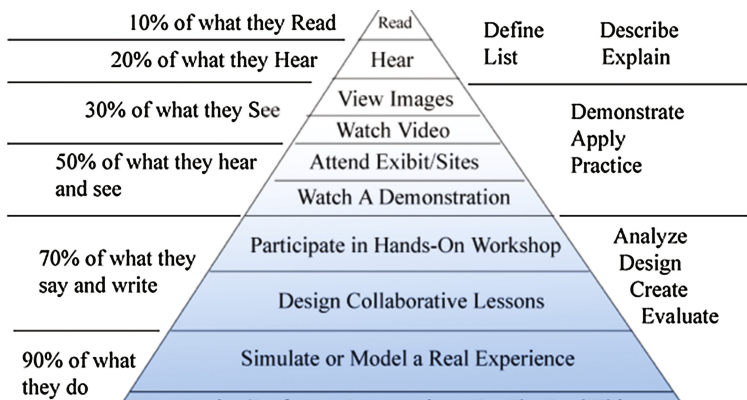 10% of what they Read
Read
Define
Describe
List
Explain
20% of what they Hear
Hear
30% of what they See
View Images
Watch Video
Demonstrate
Apply
Practice
50% of what they hear
and see
Attend Exibit/Sites
Watch A Demonstration
70% of what they
say and write
Participate in Hands-On Workshop
Design Collaborative Lessons
Analyze
Design
Create
Evaluate
90% of what
they do
Simulate or Model a Real Experience